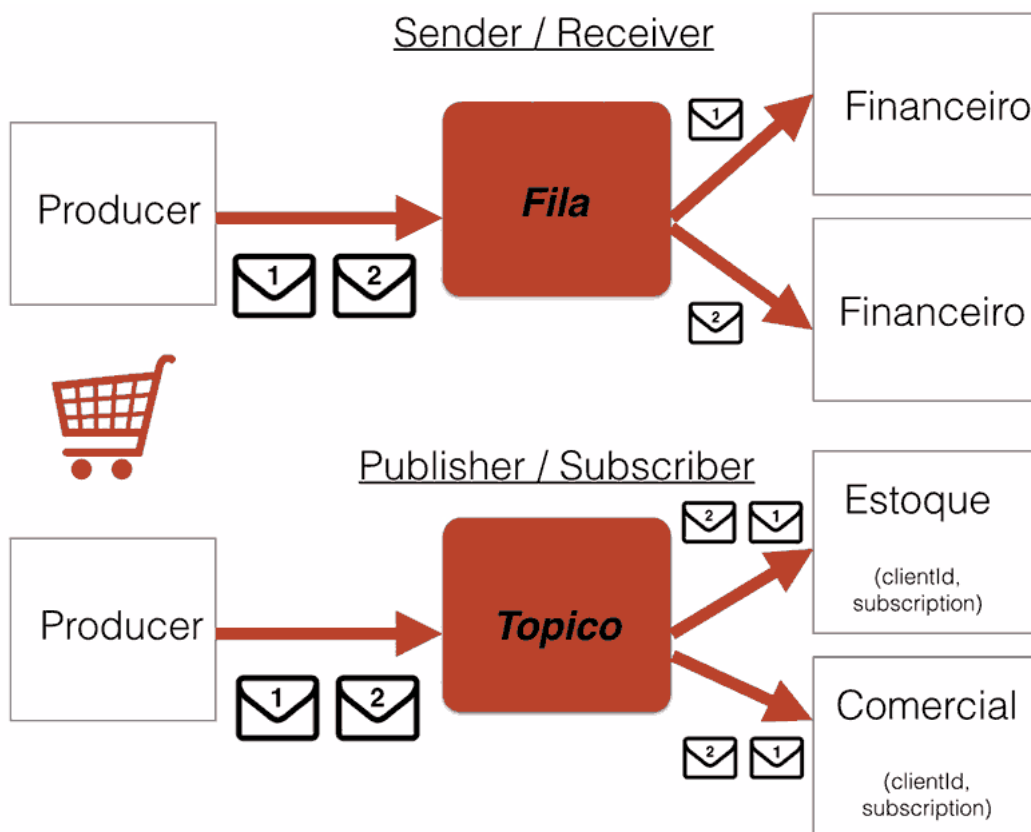 Sender / Receiver
Producer
1
2
Fila
1
2
Financeiro
Financeiro
Publisher / Subscriber
Producer
1
2
Topico
2
1
2
1
Estoque
(clientId,
subscription)
Comercial
(clientId,
subscription)